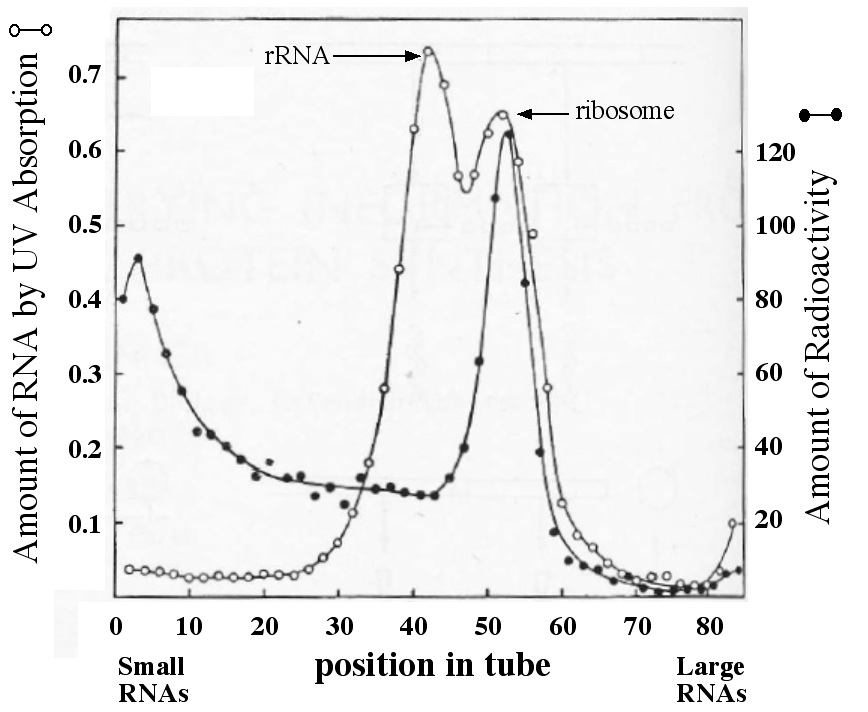 Amount of RNA by UV Absorption
0.7
0.6
0.5
0.4
0.3
0.2
0.1
rRNA
ribosome
120
100
80
60
40
20
Amount of Radioactivity
0 10 20 30 40 50 60 70 80
Small
RNAs
position in tube
Large
RNAs